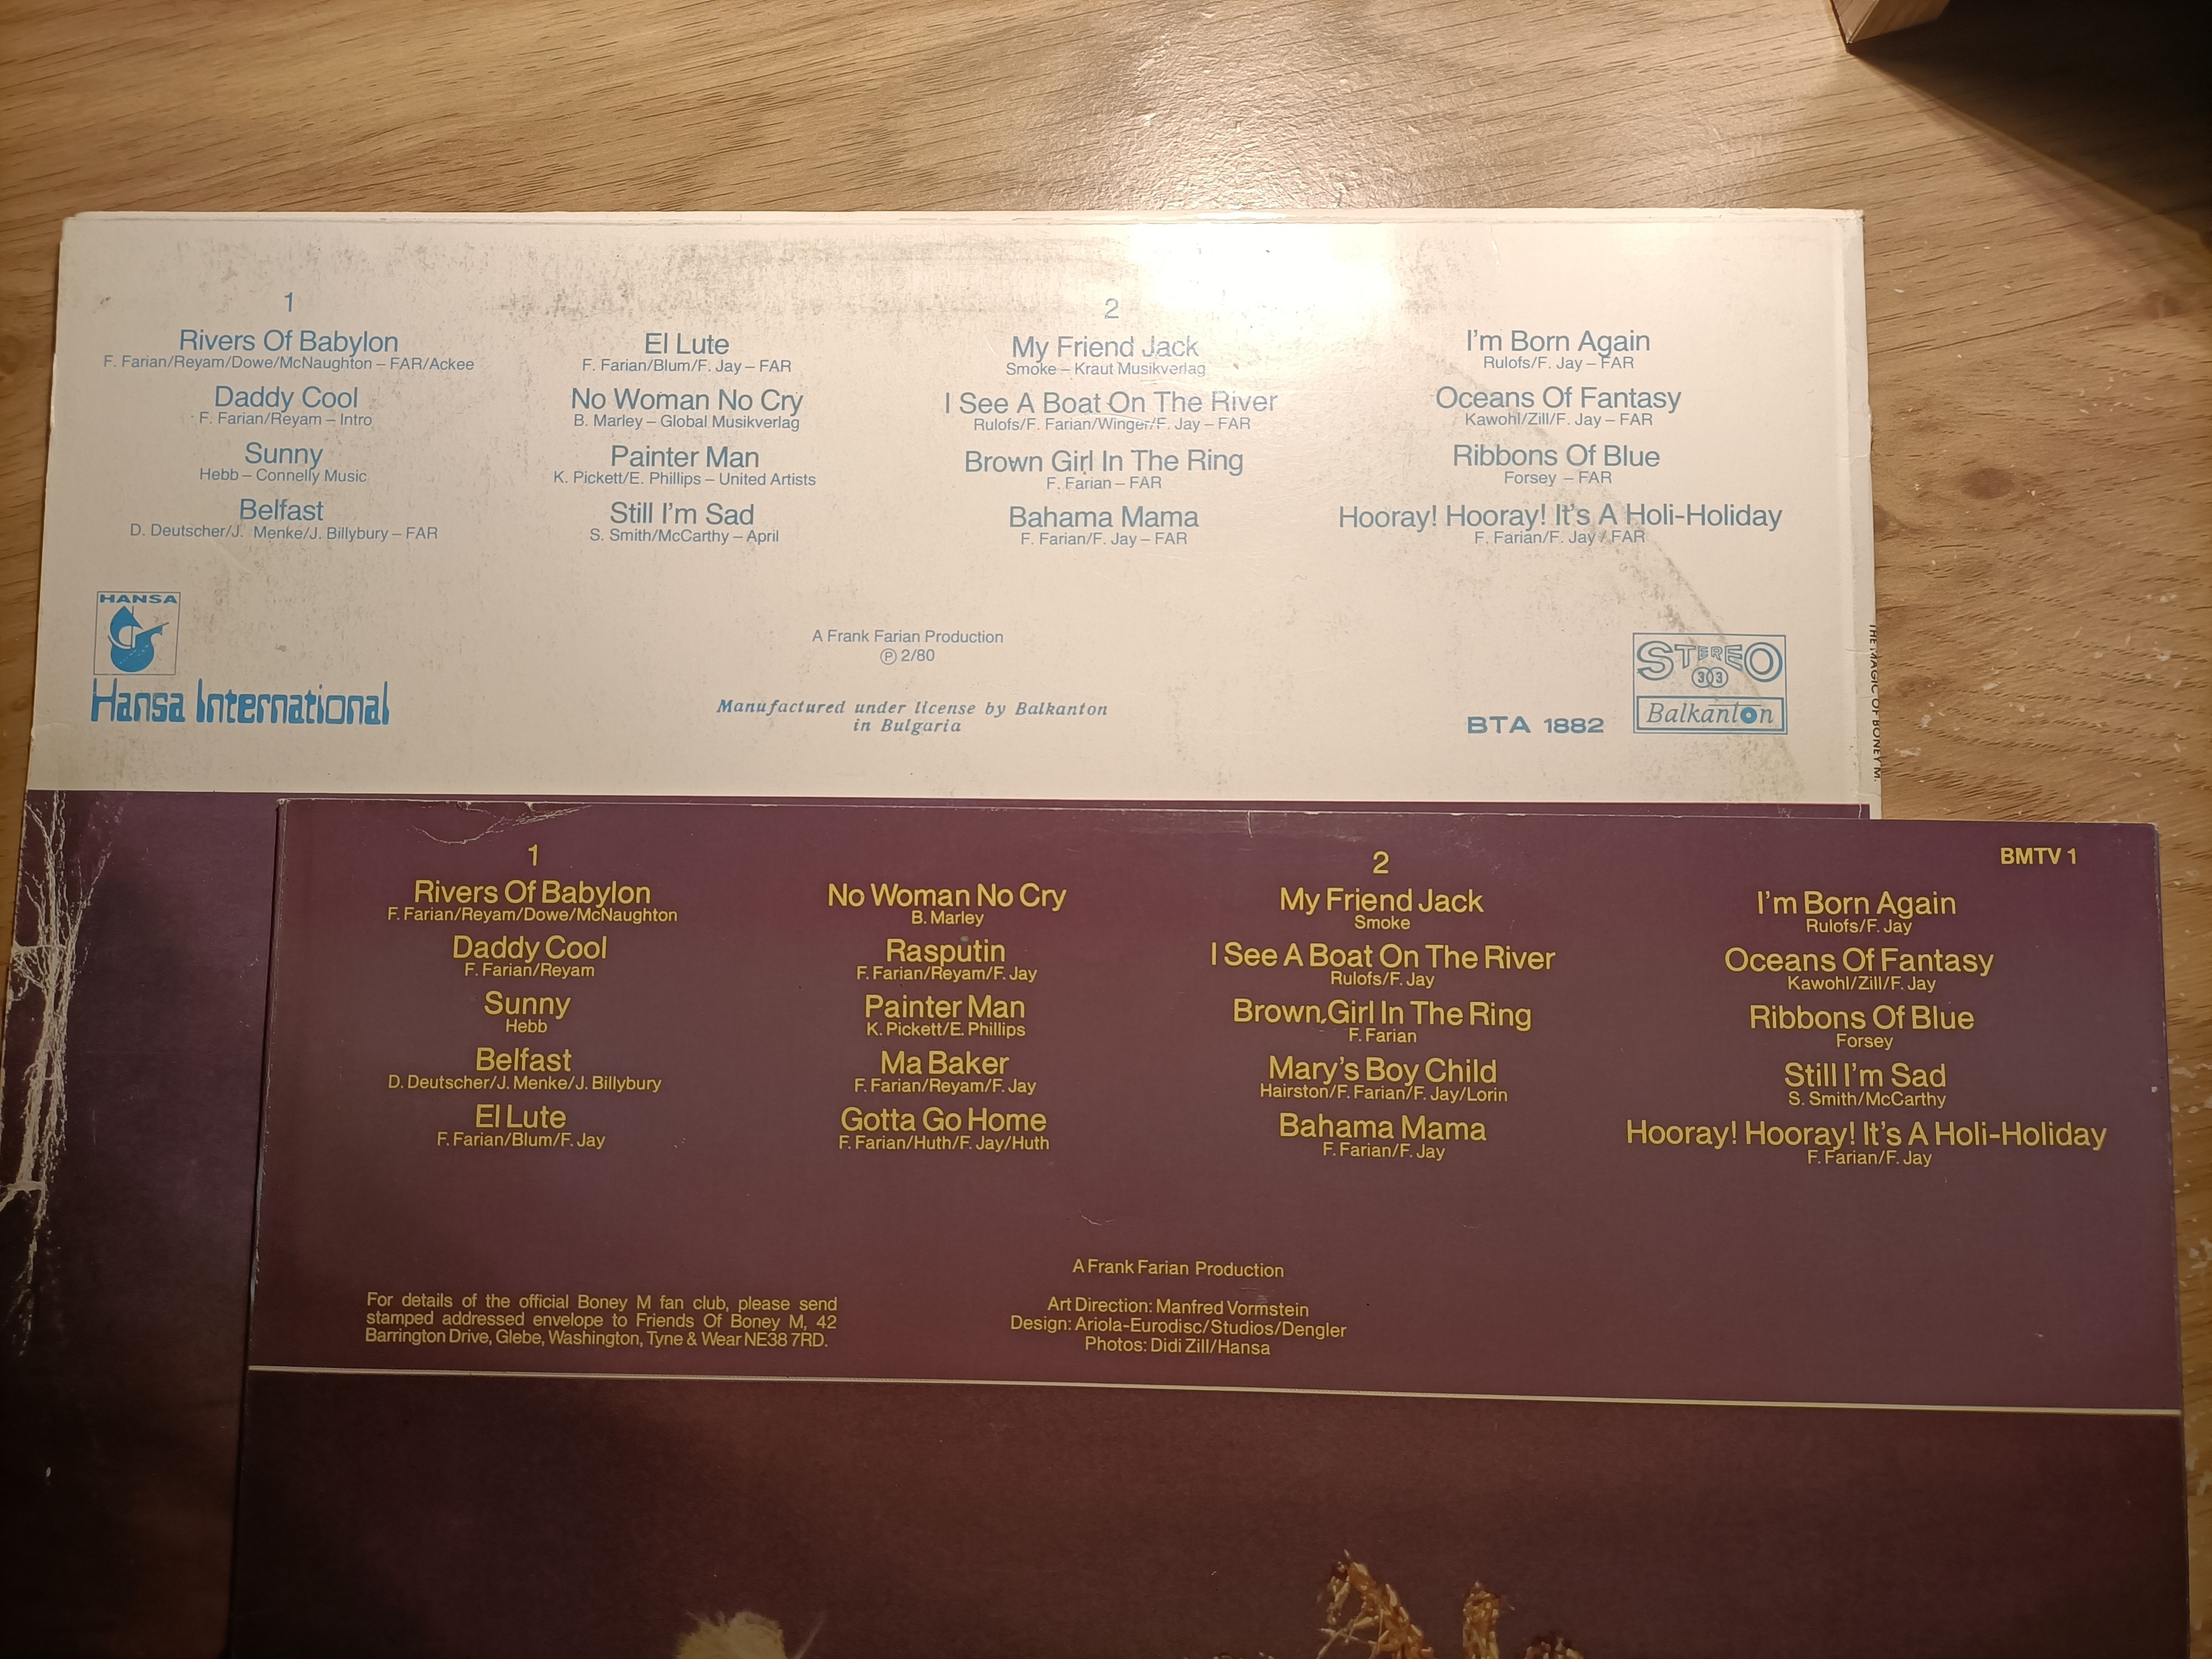 1
Rivers Of Babylon
F. Farian/Reyam/Dowe/McNaughton – FAR/Ackee
Daddy Cool
F. Farian/Reyam – Intro
Sunny
Hebb – Connelly Music
Belfast
D. Deutscher/J. Menke/J. Billybury – FAR
El Lute
F. Farian/Blum/F. Jay – FAR
No Woman No Cry
B. Marley – Global Musikverlag
Painter Man
K. Pickett/E. Phillips – United Artists
Still I'm Sad
S. Smith/McCarthy – April
2
My Friend Jack
Smoke – Kraut Musikverlag
I See A Boat On The River
Rulofs/F. Farian/Winger/F. Jay – FAR
Brown Girl In The Ring
F. Farian – FAR
Bahama Mama
F. Farian/F. Jay – FAR
I'm Born Again
Rulofs/F. Jay – FAR
Oceans Of Fantasy
Kawohl/Zill/F. Jay – FAR
Ribbons Of Blue
Forsey – FAR
Hooray! Hooray! It's A Holi-Holiday
F. Farian/F. Jay / FAR
HANSA
Hansa International
A Frank Farian Production
Ⓟ 2/80
Manufactured under license by Balkanton
in Bulgaria
BTA 1882
STEREO
33
Balkanton
THE MAGIC OF BONEY M.
BMTV 1
1
Rivers Of Babylon
F. Farian/Reyam/Dowe/McNaughton
Daddy Cool
F. Farian/Reyam
Sunny
Hebb
Belfast
D. Deutscher/J. Menke/J. Billybury
El Lute
F. Farian/Blum/F. Jay
No Woman No Cry
B. Marley
Rasputin
F. Farian/Reyam/F. Jay
Painter Man
K. Pickett/E. Phillips
Ma Baker
F. Farian/Reyam/F. Jay
Gotta Go Home
F. Farian/Huth/F. Jay/Huth
2
My Friend Jack
Smoke
I See A Boat On The River
Rulofs/F. Jay
Brown Girl In The Ring
F. Farian
Mary's Boy Child
Hairston/F. Farian/F. Jay/Lorin
Bahama Mama
F. Farian/F. Jay
I'm Born Again
Rulofs/F. Jay
Oceans Of Fantasy
Kawohl/Zill/F. Jay
Ribbons Of Blue
Forsey
Still I'm Sad
S. Smith/McCarthy
Hooray! Hooray! It's A Holi-Holiday
F. Farian/F. Jay
For details of the official Boney M fan club, please send
stamped addressed envelope to Friends Of Boney M, 42
Barrington Drive, Glebe, Washington, Tyne & Wear NE38 7RD.
A Frank Farian Production
Art Direction: Manfred Vormstein
Design: Ariola-Eurodisc/Studios/Dengler
Photos: Didi Zill/Hansa